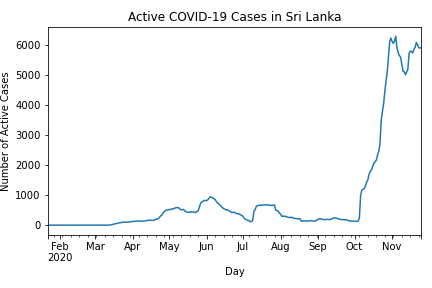 Active COVID-19 Cases in Sri Lanka
Number of Active Cases
6000
5000
4000
3000
2000
1000
0
Feb Mar Apr May Jun Jul Aug Sep Oct Nov
2020
Day